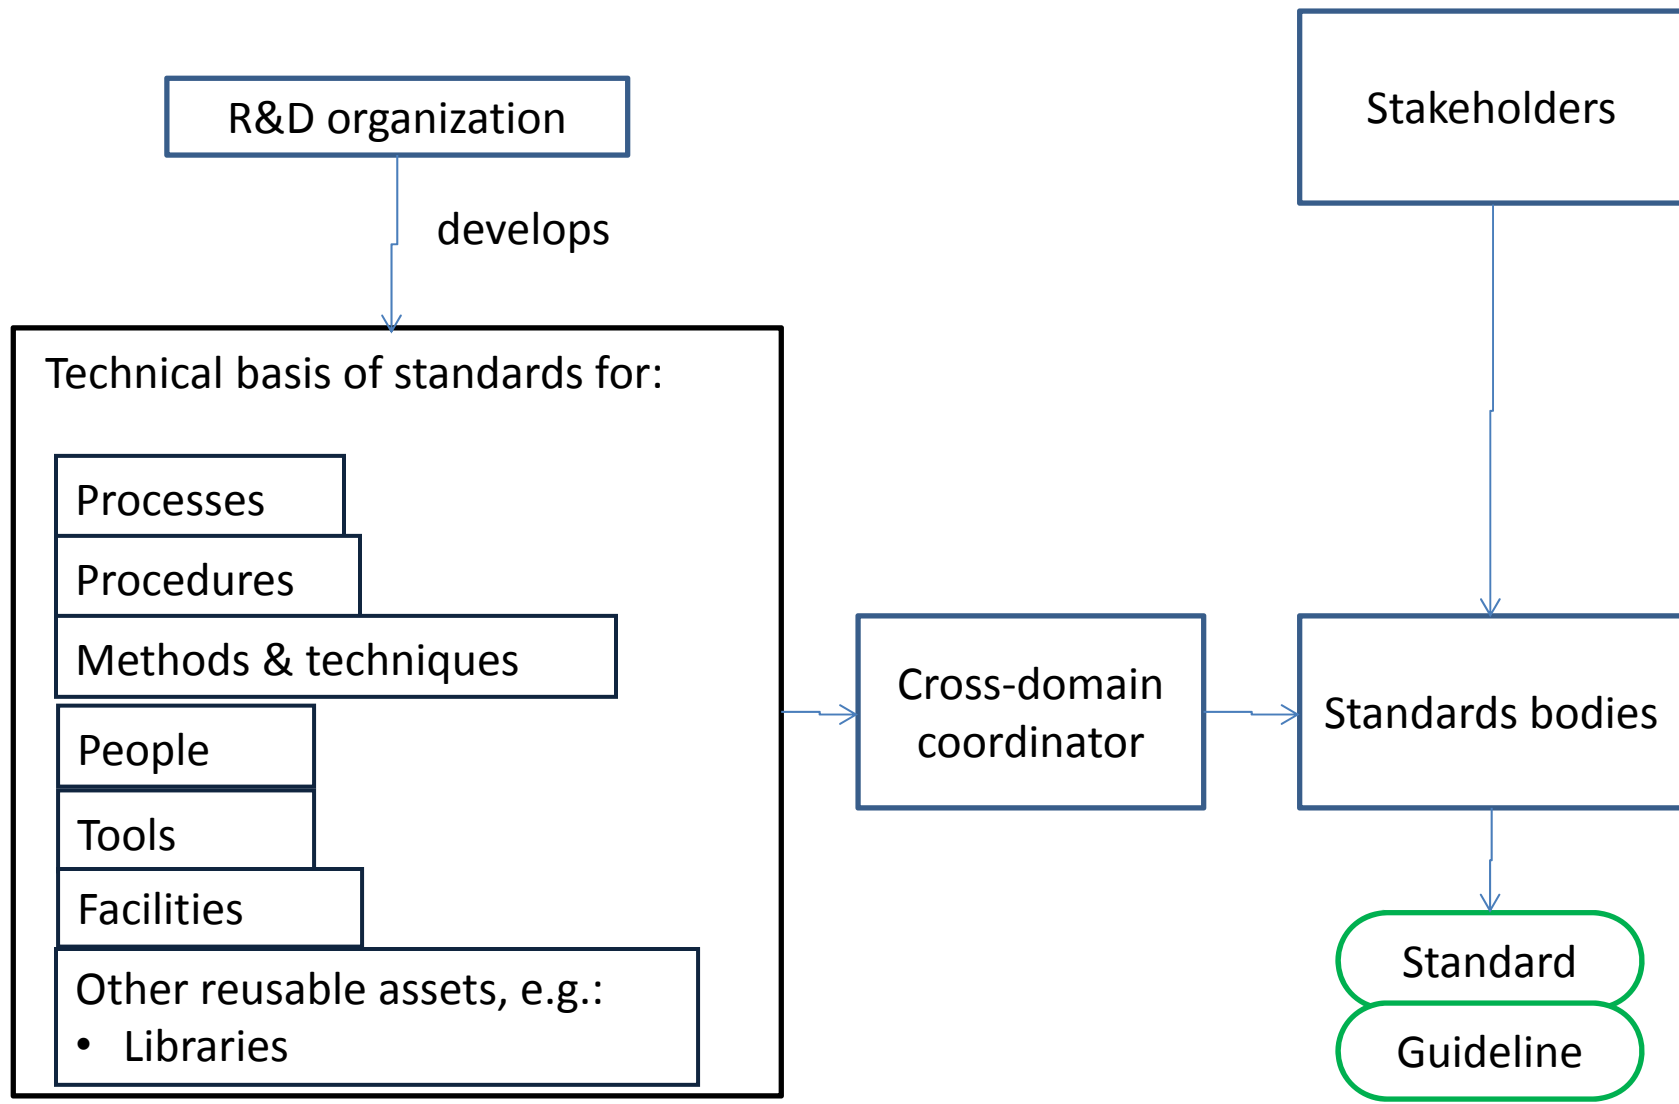 R&D organization
Stakeholders
develops
Technical basis of standards for:
Processes
Procedures
Methods & techniques
People
Tools
Facilities
Other reusable assets, e.g.:
• Libraries
Cross-domain
coordinator
Standards bodies
Standard
Guideline